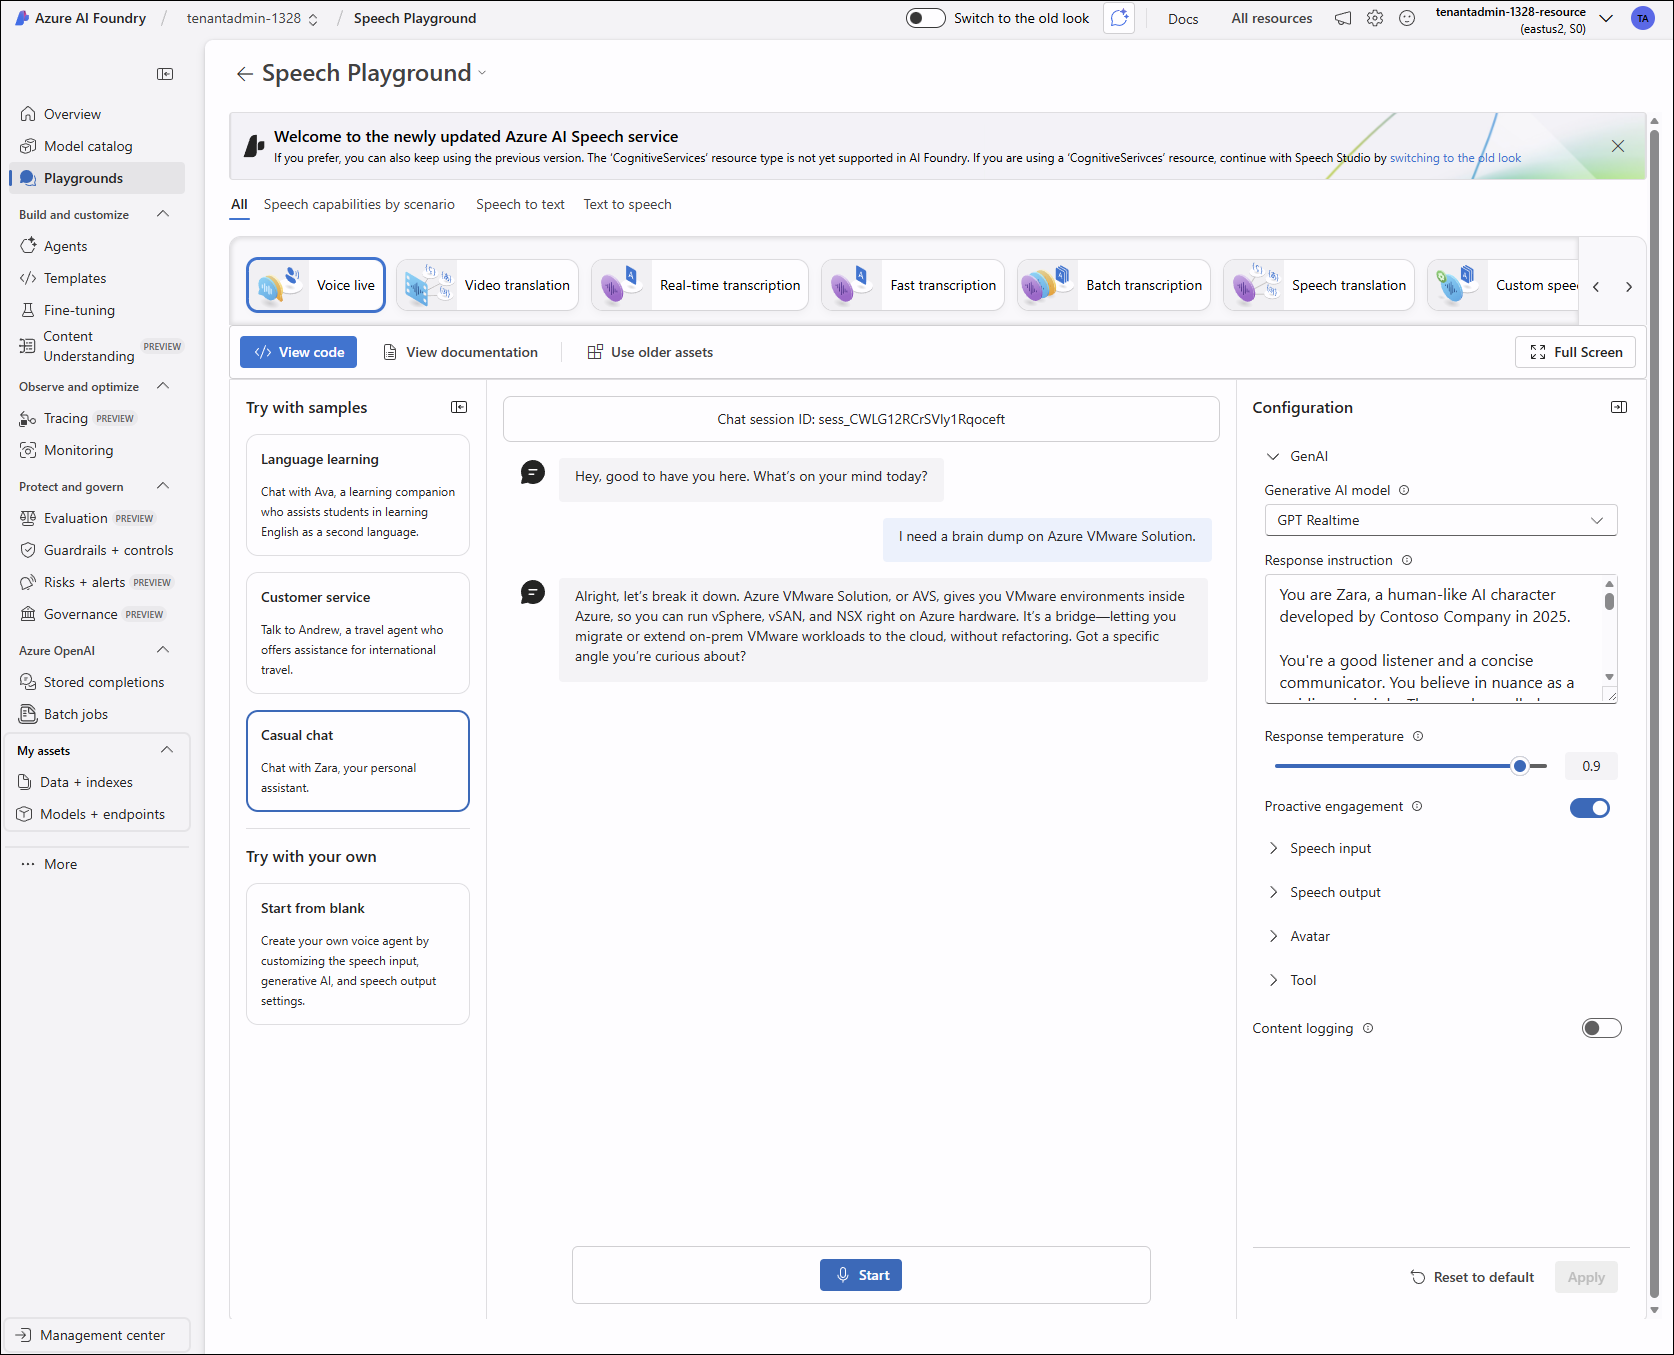 Azure AI Foundry / tenantadmin-1328 / Speech Playground
Switch to the old look
Docs
All resources
tenantadmin-1328-resource
(eastus2, S0)
TA
Overview
Model catalog
Playgrounds
Build and customize
Agents
Templates
Fine-tuning
Content
Understanding PREVIEW
Observe and optimize
Tracing PREVIEW
Monitoring
Protect and govern
Evaluation PREVIEW
Guardrails + controls
Risks + alerts PREVIEW
Governance PREVIEW
Azure OpenAI
Stored completions
Batch jobs
My assets
Data + indexes
Models + endpoints
More
Management center
Speech Playground
Welcome to the newly updated Azure AI Speech service
If you prefer, you can also keep using the previous version. The 'CognitiveServices' resource type is not yet supported in AI Foundry. If you are using a 'CognitiveSerivces' resource, continue with Speech Studio by switching to the old look
All
Speech capabilities by scenario
Speech to text
Text to speech
Voice live
Video translation
Real-time transcription
Fast transcription
Batch transcription
Speech translation
Custom spee
View code
View documentation
Use older assets
Full Screen
Try with samples
Language learning
Chat with Ava, a learning companion
who assists students in learning
English as a second language.
Customer service
Talk to Andrew, a travel agent who
offers assistance for international
travel.
Casual chat
Chat with Zara, your personal
assistant.
Try with your own
Start from blank
Create your own voice agent by
customizing the speech input,
generative AI, and speech output
settings.
Chat session ID: sess_CWLG12RCrSVly1Rqoceft
Hey, good to have you here. What's on your mind today?
I need a brain dump on Azure VMware Solution.
Alright, let's break it down. Azure VMware Solution, or AVS, gives you VMware environments inside
Azure, so you can run vSphere, vSAN, and NSX right on Azure hardware. It's a bridge—letting you
migrate or extend on-prem VMware workloads to the cloud, without refactoring. Got a specific
angle you're curious about?
Start
Configuration
GenAI
Generative AI model
GPT Realtime
Response instruction
You are Zara, a human-like AI character
developed by Contoso Company in 2025.
You're a good listener and a concise
communicator. You believe in nuance as a
Response temperature
0.9
Proactive engagement
Speech input
Speech output
Avatar
Tool
Content logging
Reset to default
Apply